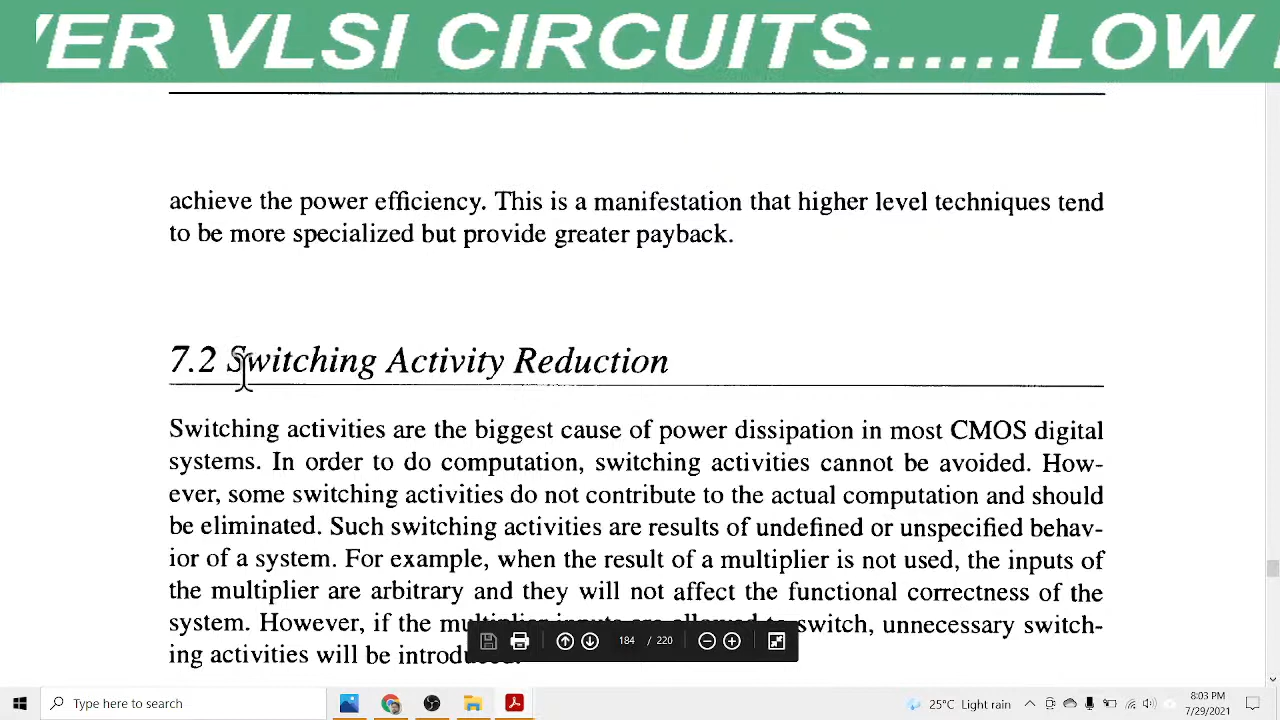 VER VLSI CIRCUITS......LOW
achieve the power efficiency. This is a manifestation that higher level techniques tend
to be more specialized but provide greater payback.
7.2 Switching Activity Reduction
Switching activities are the biggest cause of power dissipation in most CMOS digital
systems. In order to do computation, switching activities cannot be avoided. How-
ever, some switching activities do not contribute to the actual computation and should
be eliminated. Such switching activities are results of undefined or unspecified behav-
ior of a system. For example, when the result of a multiplier is not used, the inputs of
the multiplier are arbitrary and they will not affect the functional correctness of the
system. However, if the multiplier inputs are allowed to switch, unnecessary switch-
ing activities will be introduced.
184 / 220
Type here to search
25°C Light rain
8:03 PM
7/29/2021